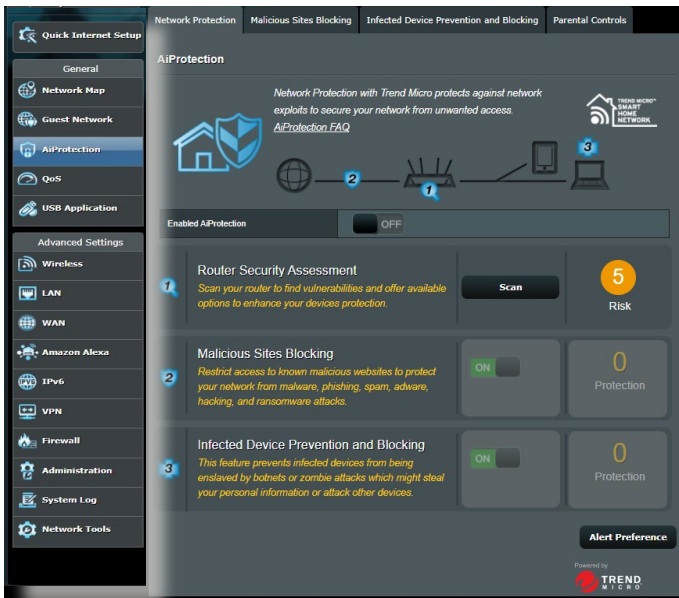 Quick Internet Setup
General
Network Map
Guest Network
AiProtection
QoS
USB Application
Advanced Settings
Wireless
LAN
WAN
Amazon Alexa
IPv6
VPN
Firewall
Administration
System Log
Network Tools
Network Protection
Malicious Sites Blocking
Infected Device Prevention and Blocking
Parental Controls
AiProtection
Network Protection with Trend Micro protects against network
exploits to secure your network from unwanted access.
AiProtection FAQ
TREND MICRO
SMART
HOME
NETWORK
2
1
3
Enabled AiProtection
OFF
1
Router Security Assessment
Scan your router to find vulnerabilities and offer available
options to enhance your devices protection.
Scan
5
Risk
2
Malicious Sites Blocking
Restrict access to known malicious websites to protect
your network from malware, phishing, spam, adware,
hacking, and ransomware attacks.
ON
0
Protection
3
Infected Device Prevention and Blocking
This feature prevents infected devices from being
enslaved by botnets or zombie attacks which might steal
your personal information or attack other devices.
ON
0
Protection
Alert Preference
Powered by
TREND
MICRO